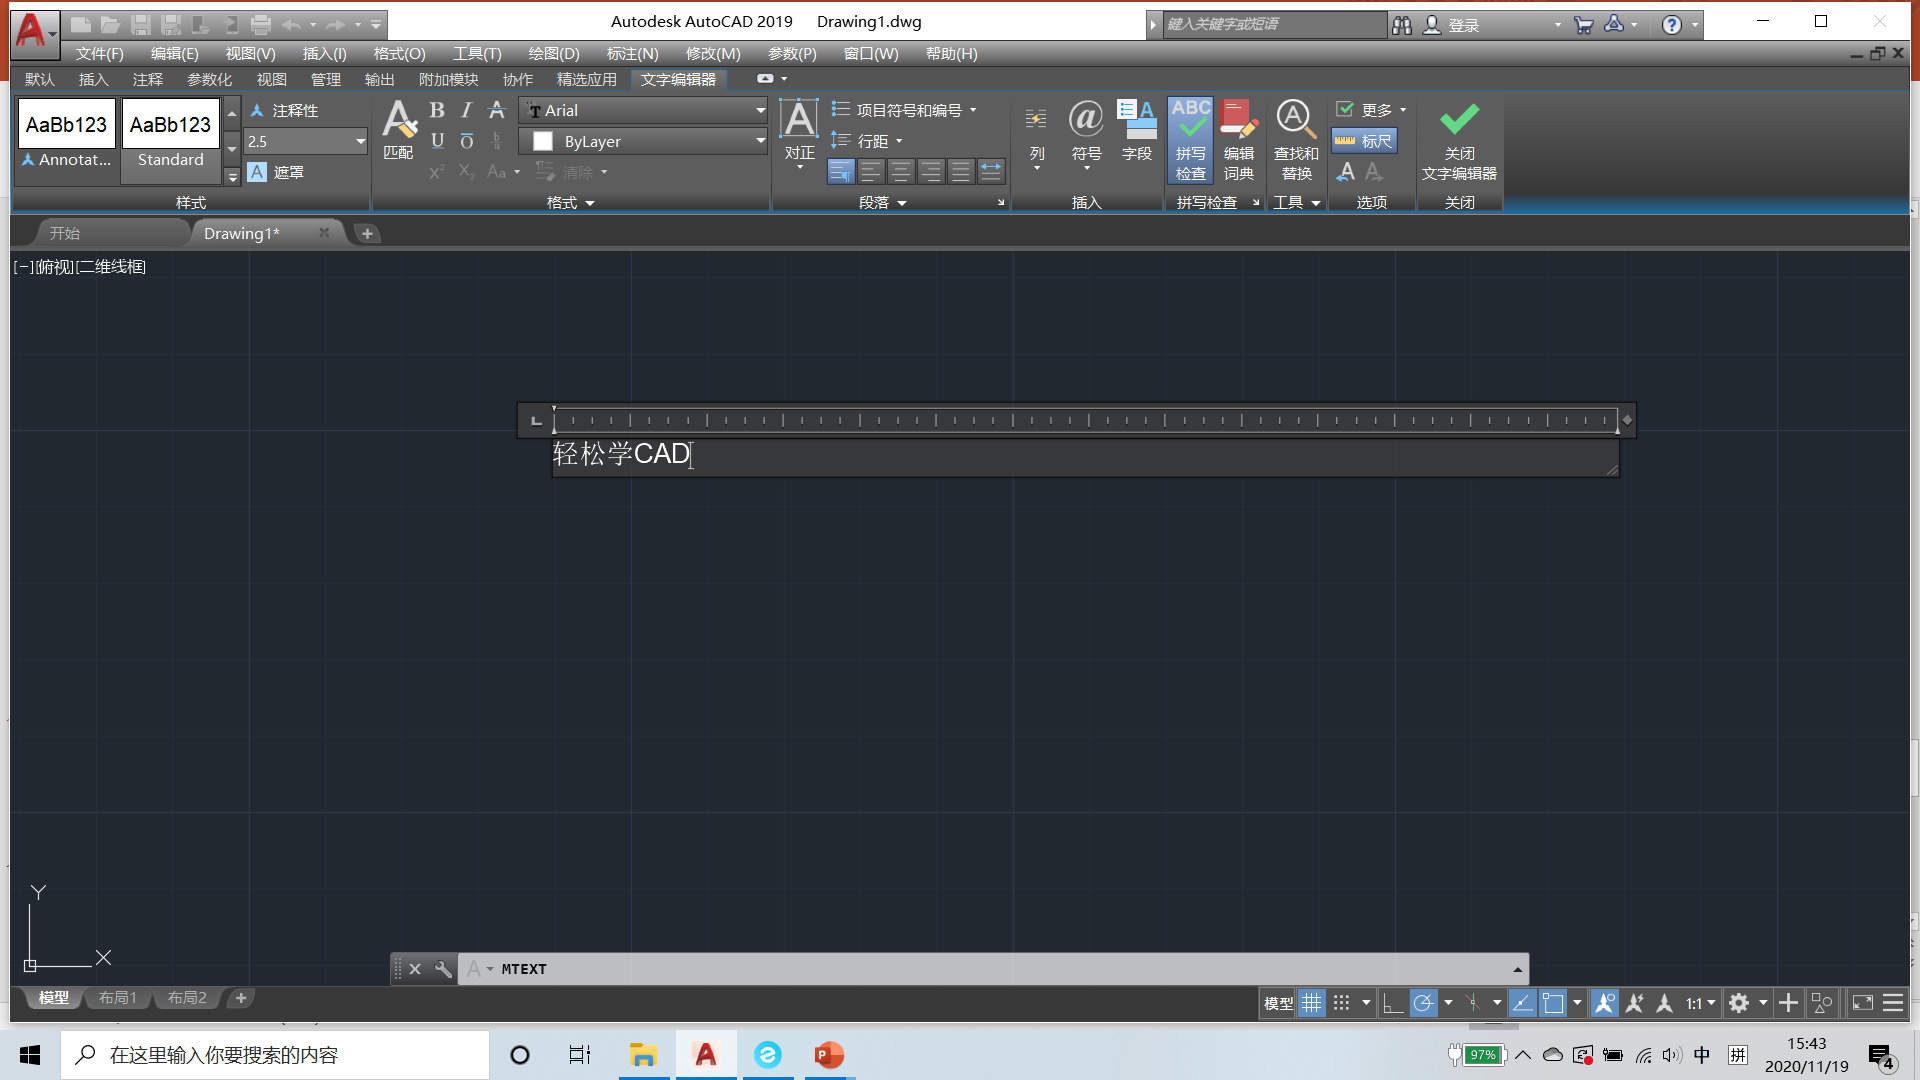 Autodesk AutoCAD 2019 Drawing1.dwg
键入关键字或短语
登录
文件(F) 编辑(E) 视图(V) 插入(I) 格式(O) 工具(T) 绘图(D) 标注(N) 修改(M) 参数(P) 窗口(W) 帮助(H)
默认 插入 注释 参数化 视图 管理 输出 附加模块 协作 精选应用 文字编辑器
AaBb123 AaBb123
Annotat... Standard
注释性
2.5
遮罩
样式
匹配
Arial
ByLayer
清除
格式
对正
项目符号和编号
行距
段落
列
符号
字段
插入
ABC
拼写
检查
编辑
词典
拼写检查
查找和
替换
工具
更多
标尺
选项
关闭
文字编辑器
关闭
开始 Drawing1*
[−][俯视][二维线框]
轻松学CAD
Y
X
MTEXT
模型 布局1 布局2
模型
1:1
在这里输入你要搜索的内容
97%
中
拼
15:43
2020/11/19
4